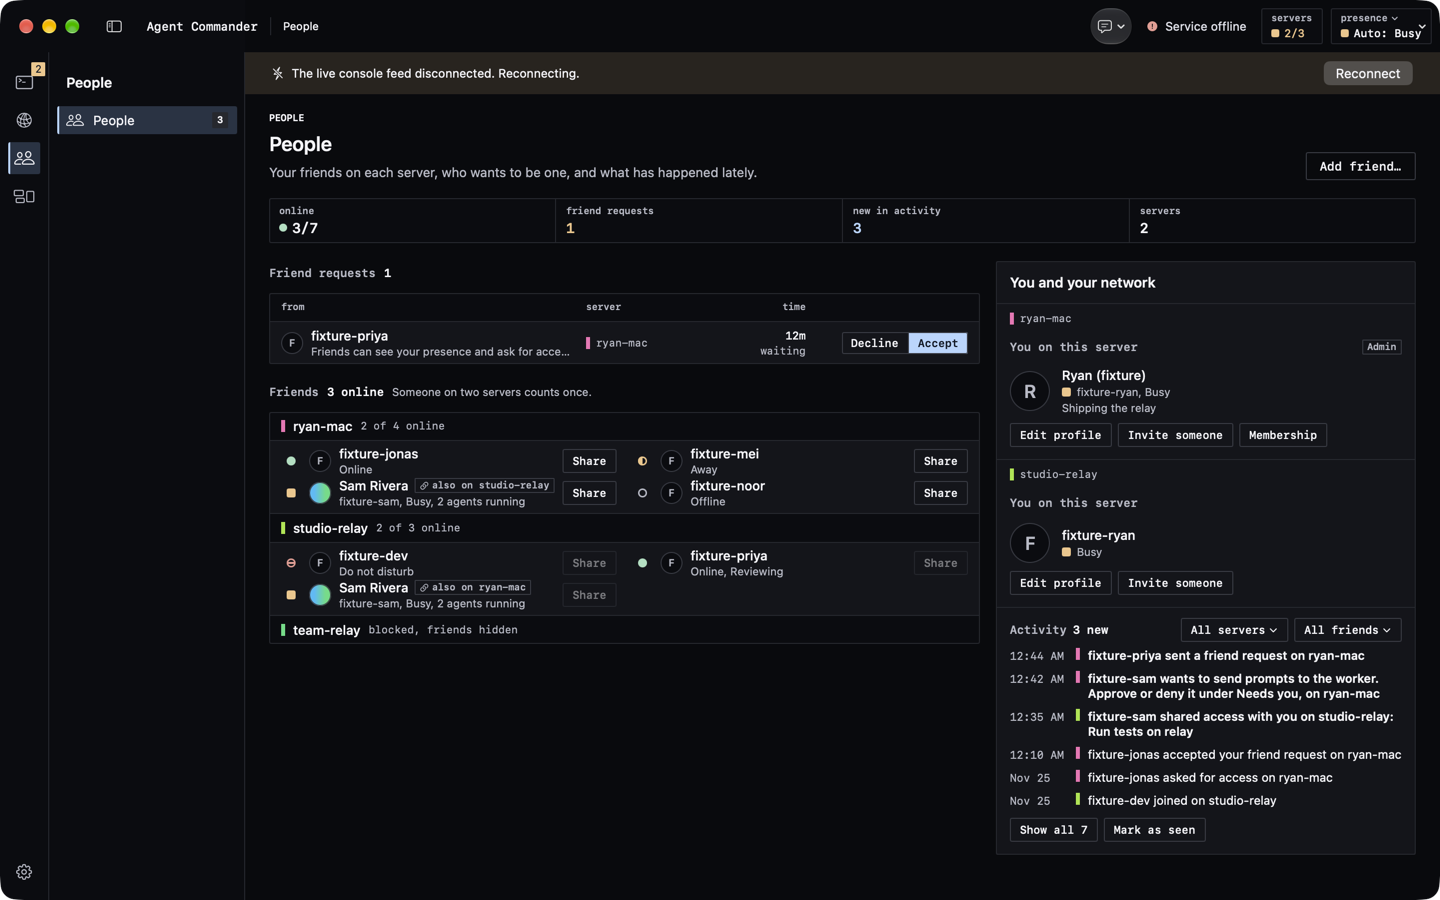 Agent Commander
People
Service offline
servers
2/3
presence
Auto: Busy
2
People
People
3
The live console feed disconnected. Reconnecting.
Reconnect
PEOPLE
People
Your friends on each server, who wants to be one, and what has happened lately.
Add friend…
online
3/7
friend requests
1
new in activity
3
servers
2
Friend requests 1
from
server
time
F
fixture-priya
Friends can see your presence and ask for acce…
ryan-mac
12m
waiting
Decline
Accept
Friends 3 online Someone on two servers counts once.
ryan-mac 2 of 4 online
F
fixture-jonas
Online
Share
F
fixture-mei
Away
Share
Sam Rivera
also on studio-relay
fixture-sam, Busy, 2 agents running
Share
F
fixture-noor
Offline
Share
studio-relay 2 of 3 online
F
fixture-dev
Do not disturb
Share
F
fixture-priya
Online, Reviewing
Share
Sam Rivera
also on ryan-mac
fixture-sam, Busy, 2 agents running
Share
team-relay blocked, friends hidden
You and your network
ryan-mac
You on this server
Admin
R
Ryan (fixture)
fixture-ryan, Busy
Shipping the relay
Edit profile
Invite someone
Membership
studio-relay
You on this server
F
fixture-ryan
Busy
Edit profile
Invite someone
Activity 3 new
All servers
All friends
12:44 AM fixture-priya sent a friend request on ryan-mac
12:42 AM fixture-sam wants to send prompts to the worker.
Approve or deny it under Needs you, on ryan-mac
12:35 AM fixture-sam shared access with you on studio-relay:
Run tests on relay
12:10 AM fixture-jonas accepted your friend request on ryan-mac
Nov 25 fixture-jonas asked for access on ryan-mac
Nov 25 fixture-dev joined on studio-relay
Show all 7
Mark as seen